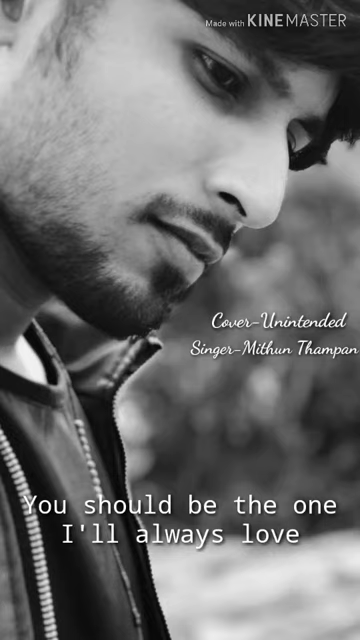 Made with KINEMASTER
Cover-Unintended
Singer-Mithun Thampan
You should be the one
I'll always love